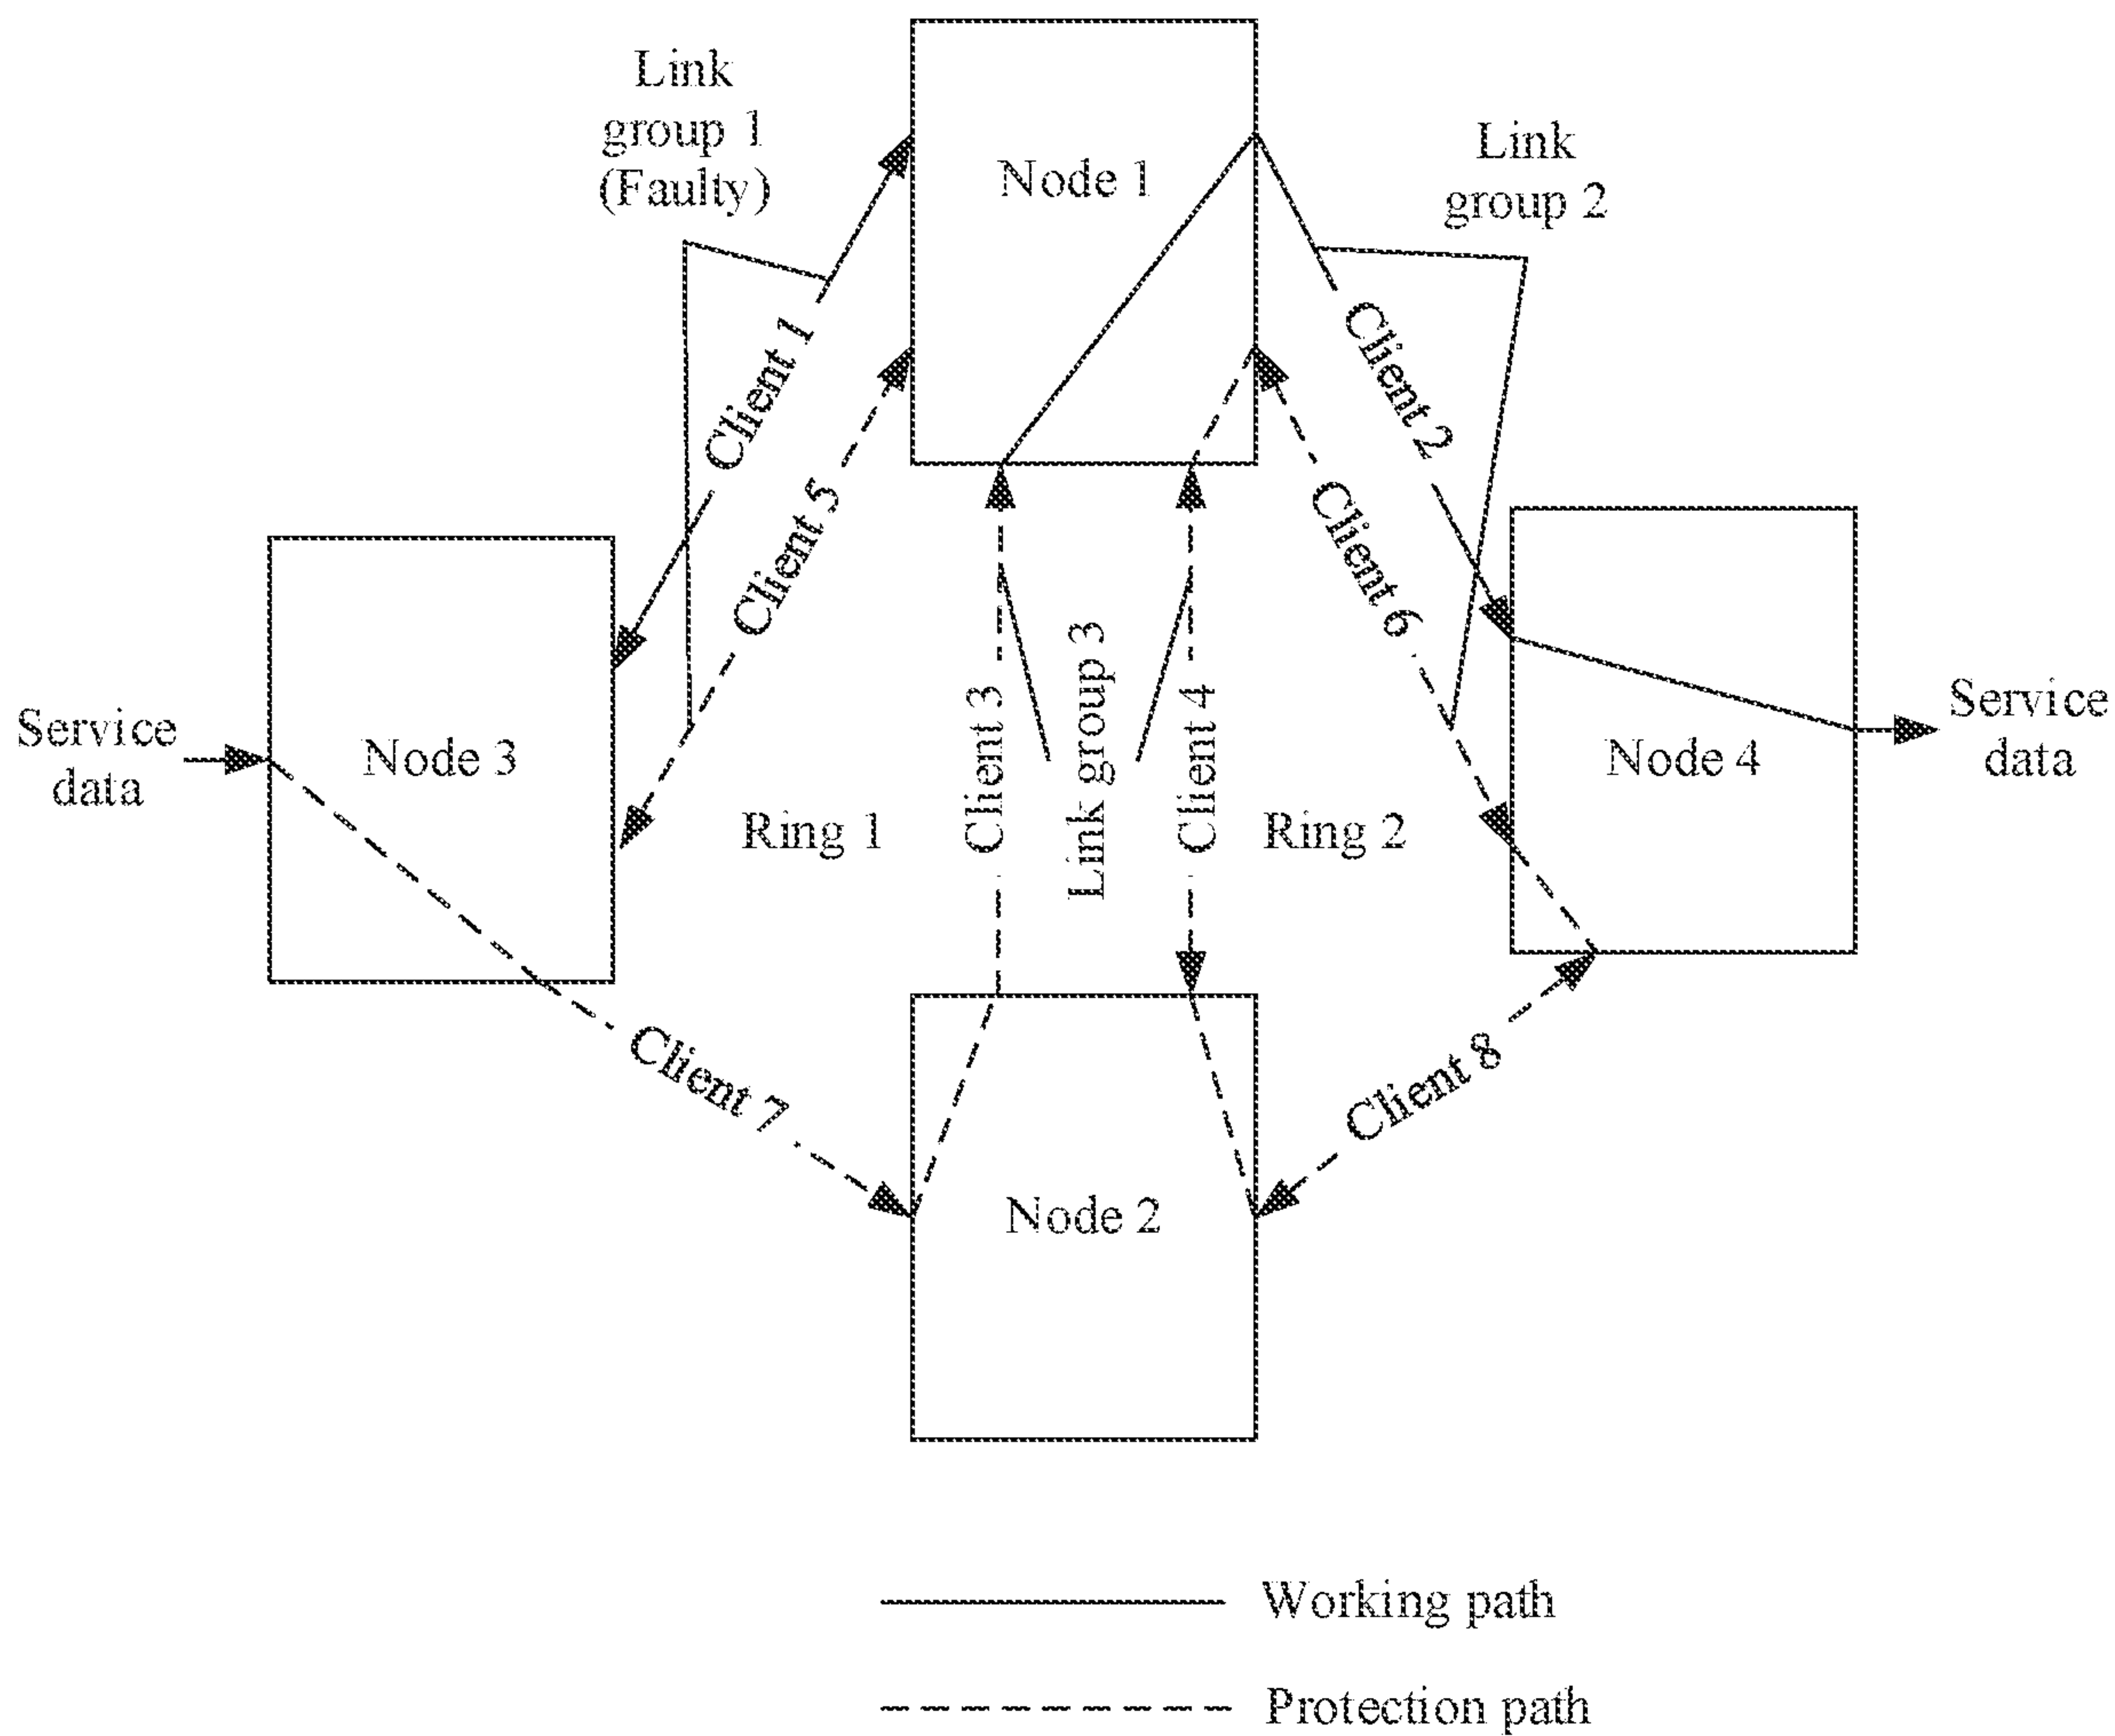 Link
group 1
(Faulty)
Node 1
Link
group 2
Client 1
Client 2
Client 5
Client 6
Service
data
Node 3
Ring 1
Client 3
Link group 3
Client 4
Ring 2
Node 4
Service
data
Client 7
Client 8
Node 2
Working path
Protection path